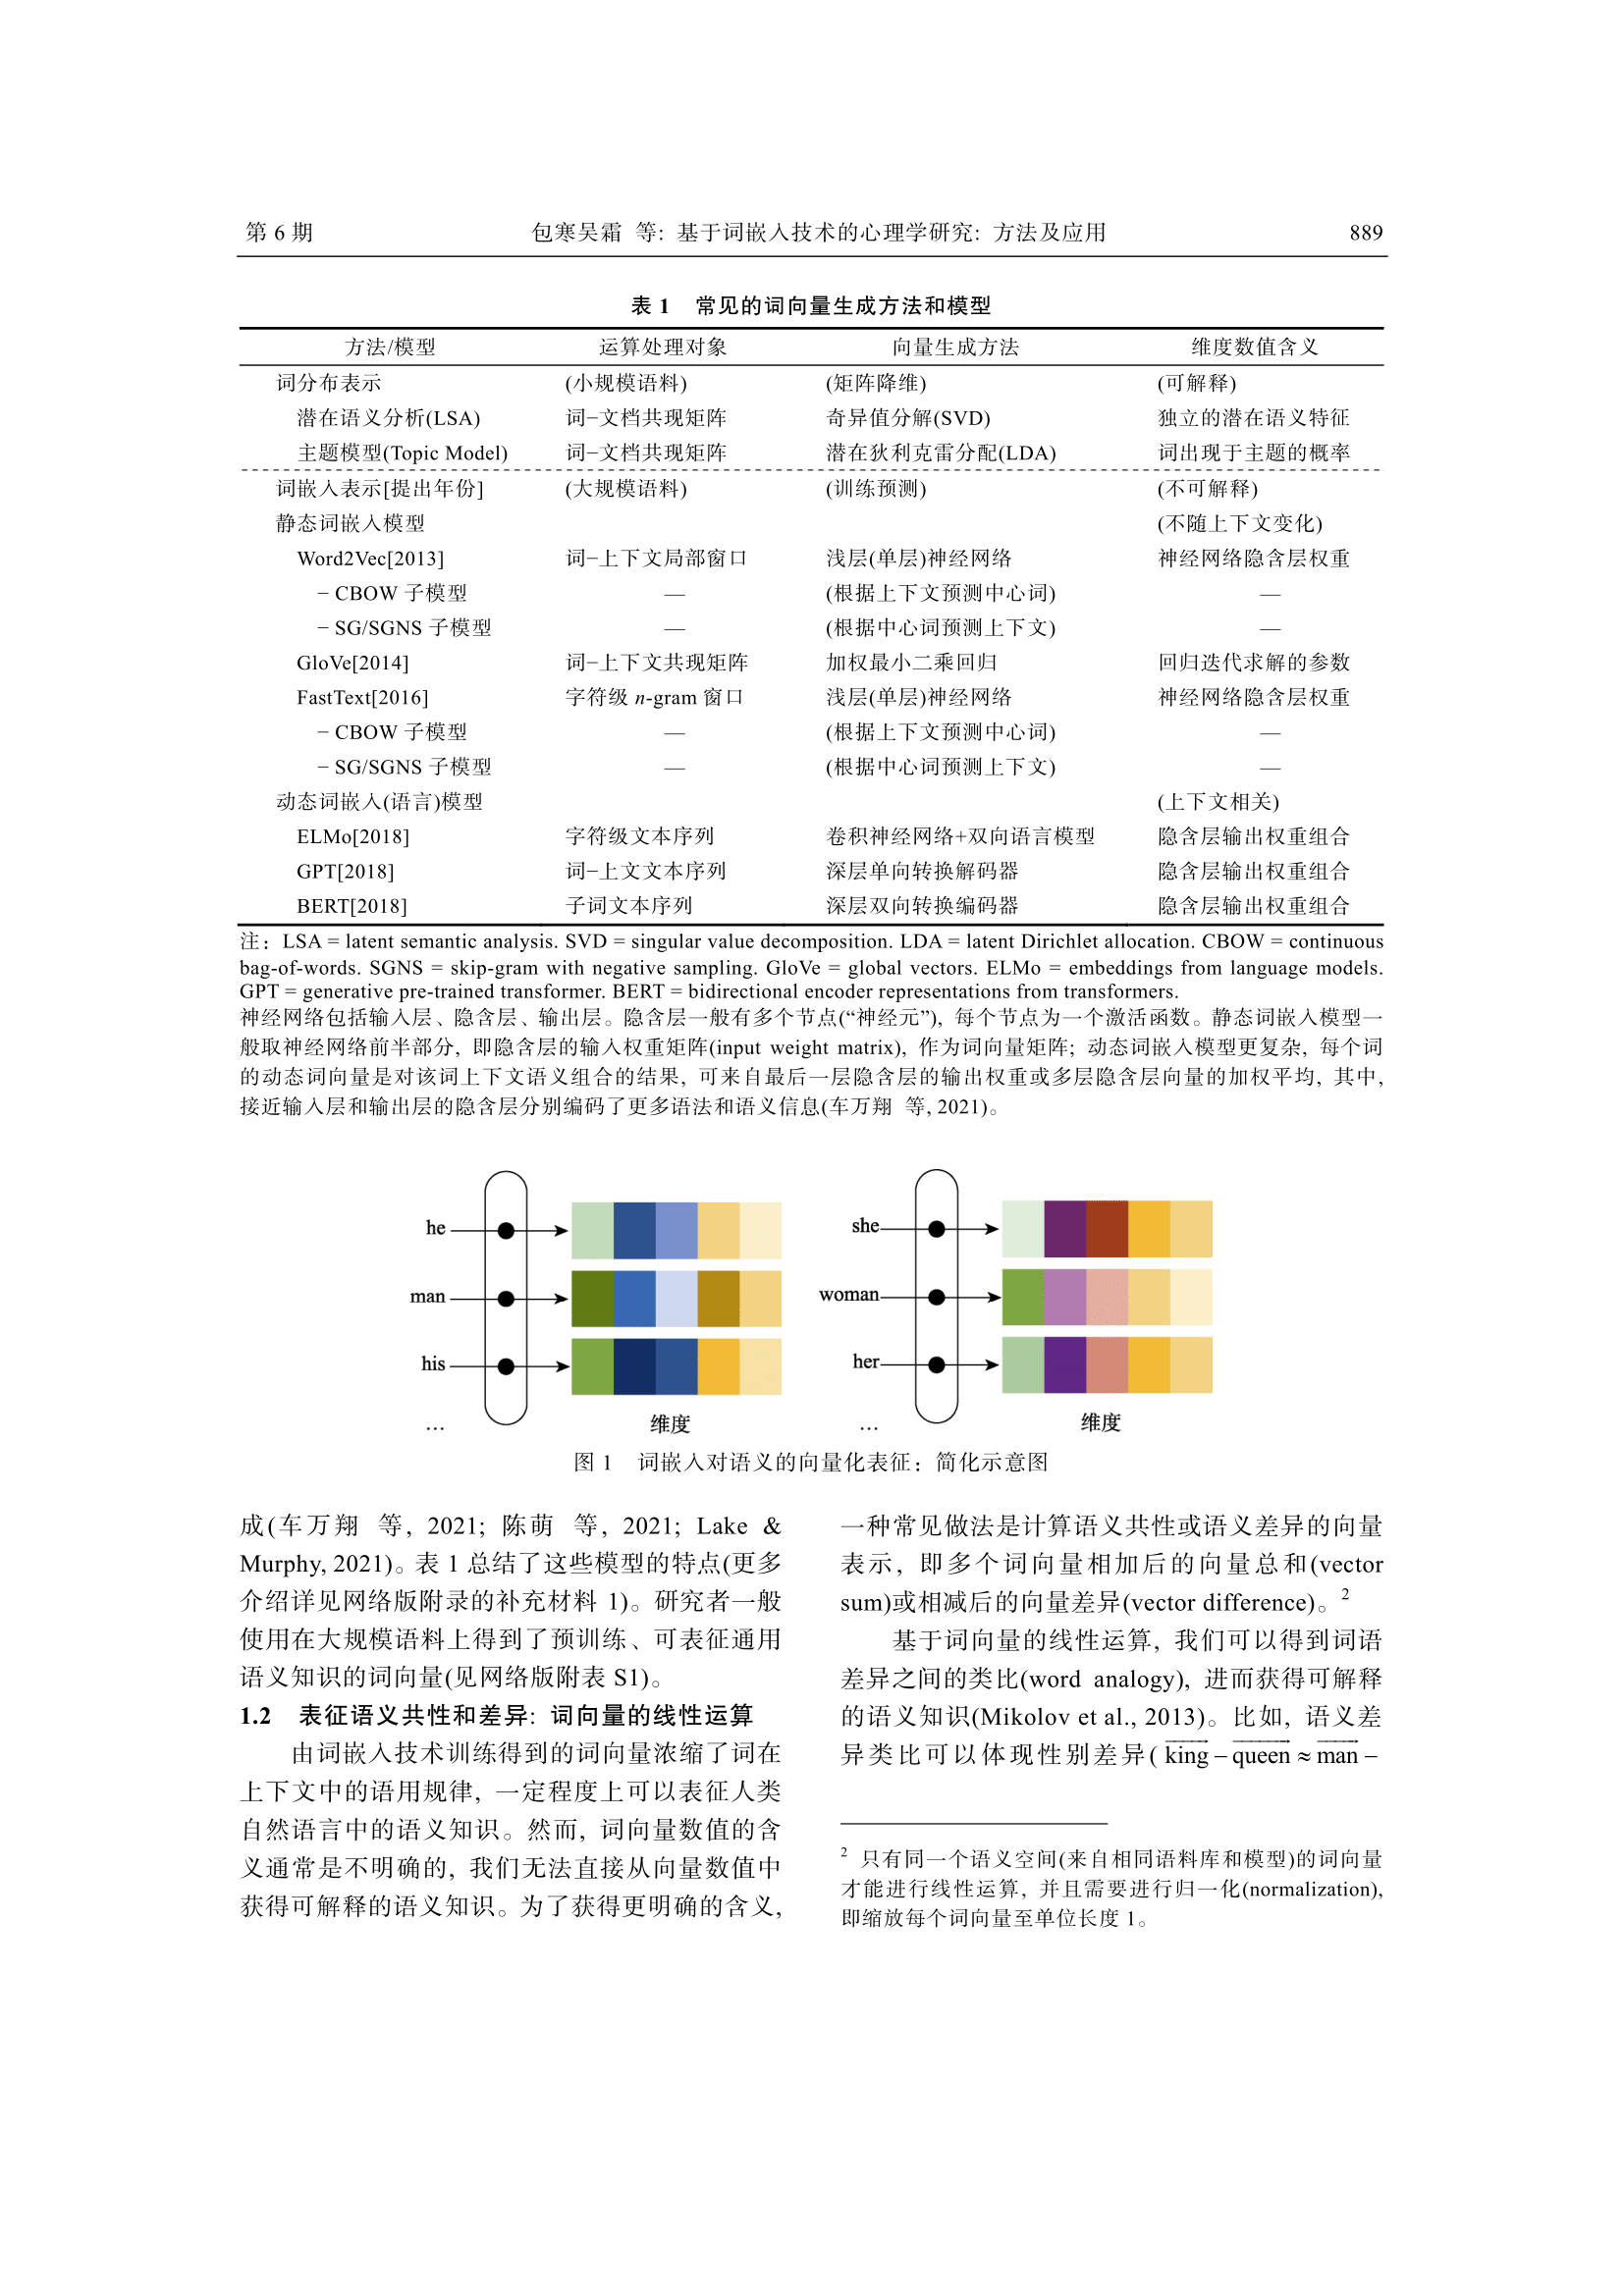 第 6 期 包寒吴霜 等: 基于词嵌入技术的心理学研究: 方法及应用 889
表 1 常见的词向量生成方法和模型
方法/模型 运算处理对象 向量生成方法 维度数值含义
词分布表示 (小规模语料) (矩阵降维) (可解释)
潜在语义分析(LSA) 词−文档共现矩阵 奇异值分解(SVD) 独立的潜在语义特征
主题模型(Topic Model) 词−文档共现矩阵 潜在狄利克雷分配(LDA) 词出现于主题的概率
词嵌入表示[提出年份] (大规模语料) (训练预测) (不可解释)
静态词嵌入模型 (不随上下文变化)
Word2Vec[2013] 词−上下文局部窗口 浅层(单层)神经网络 神经网络隐含层权重
− CBOW 子模型 — (根据上下文预测中心词) —
− SG/SGNS 子模型 — (根据中心词预测上下文) —
GloVe[2014] 词−上下文共现矩阵 加权最小二乘回归 回归迭代求解的参数
FastText[2016] 字符级 n-gram 窗口 浅层(单层)神经网络 神经网络隐含层权重
− CBOW 子模型 — (根据上下文预测中心词) —
− SG/SGNS 子模型 — (根据中心词预测上下文) —
动态词嵌入(语言)模型 (上下文相关)
ELMo[2018] 字符级文本序列 卷积神经网络+双向语言模型 隐含层输出权重组合
GPT[2018] 词−上文文本序列 深层单向转换解码器 隐含层输出权重组合
BERT[2018] 子词文本序列 深层双向转换编码器 隐含层输出权重组合
注: LSA = latent semantic analysis. SVD = singular value decomposition. LDA = latent Dirichlet allocation. CBOW = continuous
bag-of-words. SGNS = skip-gram with negative sampling. GloVe = global vectors. ELMo = embeddings from language models.
GPT = generative pre-trained transformer. BERT = bidirectional encoder representations from transformers.
神经网络包括输入层、隐含层、输出层。隐含层一般有多个节点(“神经元”), 每个节点为一个激活函数。静态词嵌入模型一
般取神经网络前半部分, 即隐含层的输入权重矩阵(input weight matrix), 作为词向量矩阵; 动态词嵌入模型更复杂, 每个词
的动态词向量是对该词上下文语义组合的结果, 可来自最后一层隐含层的输出权重或多层隐含层向量的加权平均, 其中,
接近输入层和输出层的隐含层分别编码了更多语法和语义信息(车万翔 等, 2021)。
he she
man woman
his her
… 维度 … 维度
图 1 词嵌入对语义的向量化表征: 简化示意图
成(车万翔 等, 2021; 陈萌 等, 2021; Lake &
Murphy, 2021)。表 1 总结了这些模型的特点(更多
介绍详见网络版附录的补充材料 1)。研究者一般
使用在大规模语料上得到了预训练、可表征通用
语义知识的词向量(见网络版附表 S1)。
1.2 表征语义共性和差异: 词向量的线性运算
由词嵌入技术训练得到的词向量浓缩了词在
上下文中的语用规律, 一定程度上可以表征人类
自然语言中的语义知识。然而, 词向量数值的含
义通常是不明确的, 我们无法直接从向量数值中
获得可解释的语义知识。为了获得更明确的含义,
一种常见做法是计算语义共性或语义差异的向量
表示, 即多个词向量相加后的向量总和(vector
sum)或相减后的向量差异(vector difference)。2
基于词向量的线性运算, 我们可以得到词语
差异之间的类比(word analogy), 进而获得可解释
的语义知识(Mikolov et al., 2013)。比如, 语义差
异类比可以体现性别差异( king − queen ≈ man −
2 只有同一个语义空间(来自相同语料库和模型)的词向量
才能进行线性运算, 并且需要进行归一化(normalization),
即缩放每个词向量至单位长度 1。